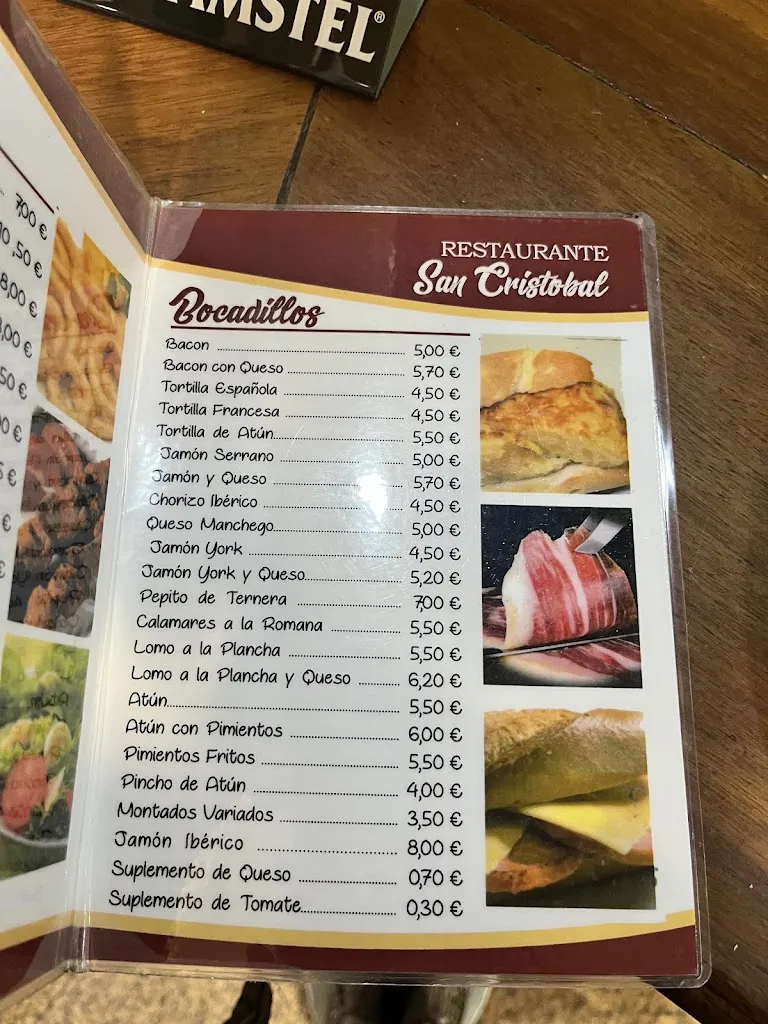 AMSTEL®
700 €
10,50 €
8,00 €
RESTAURANTE
San Cristobal
Bocadillos
Bacon 5,00 €
Bacon con Queso 5,70 €
Tortilla Española 4,50 €
Tortilla Francesa 4,50 €
Tortilla de Atún 5,50 €
Jamón Serrano 5,00 €
Jamón y Queso 5,70 €
Chorizo Ibérico 4,50 €
Queso Manchego 5,00 €
Jamón York 4,50 €
Jamón York y Queso 5,20 €
Pepito de Ternera 7,00 €
Calamares a la Romana 5,50 €
Lomo a la Plancha 5,50 €
Lomo a la Plancha y Queso 6,20 €
Atún 5,50 €
Atún con Pimientos 6,00 €
Pimientos Fritos 5,50 €
Pincho de Atún 4,00 €
Montados Variados 3,50 €
Jamón Ibérico 8,00 €
Suplemento de Queso 0,70 €
Suplemento de Tomate 0,30 €